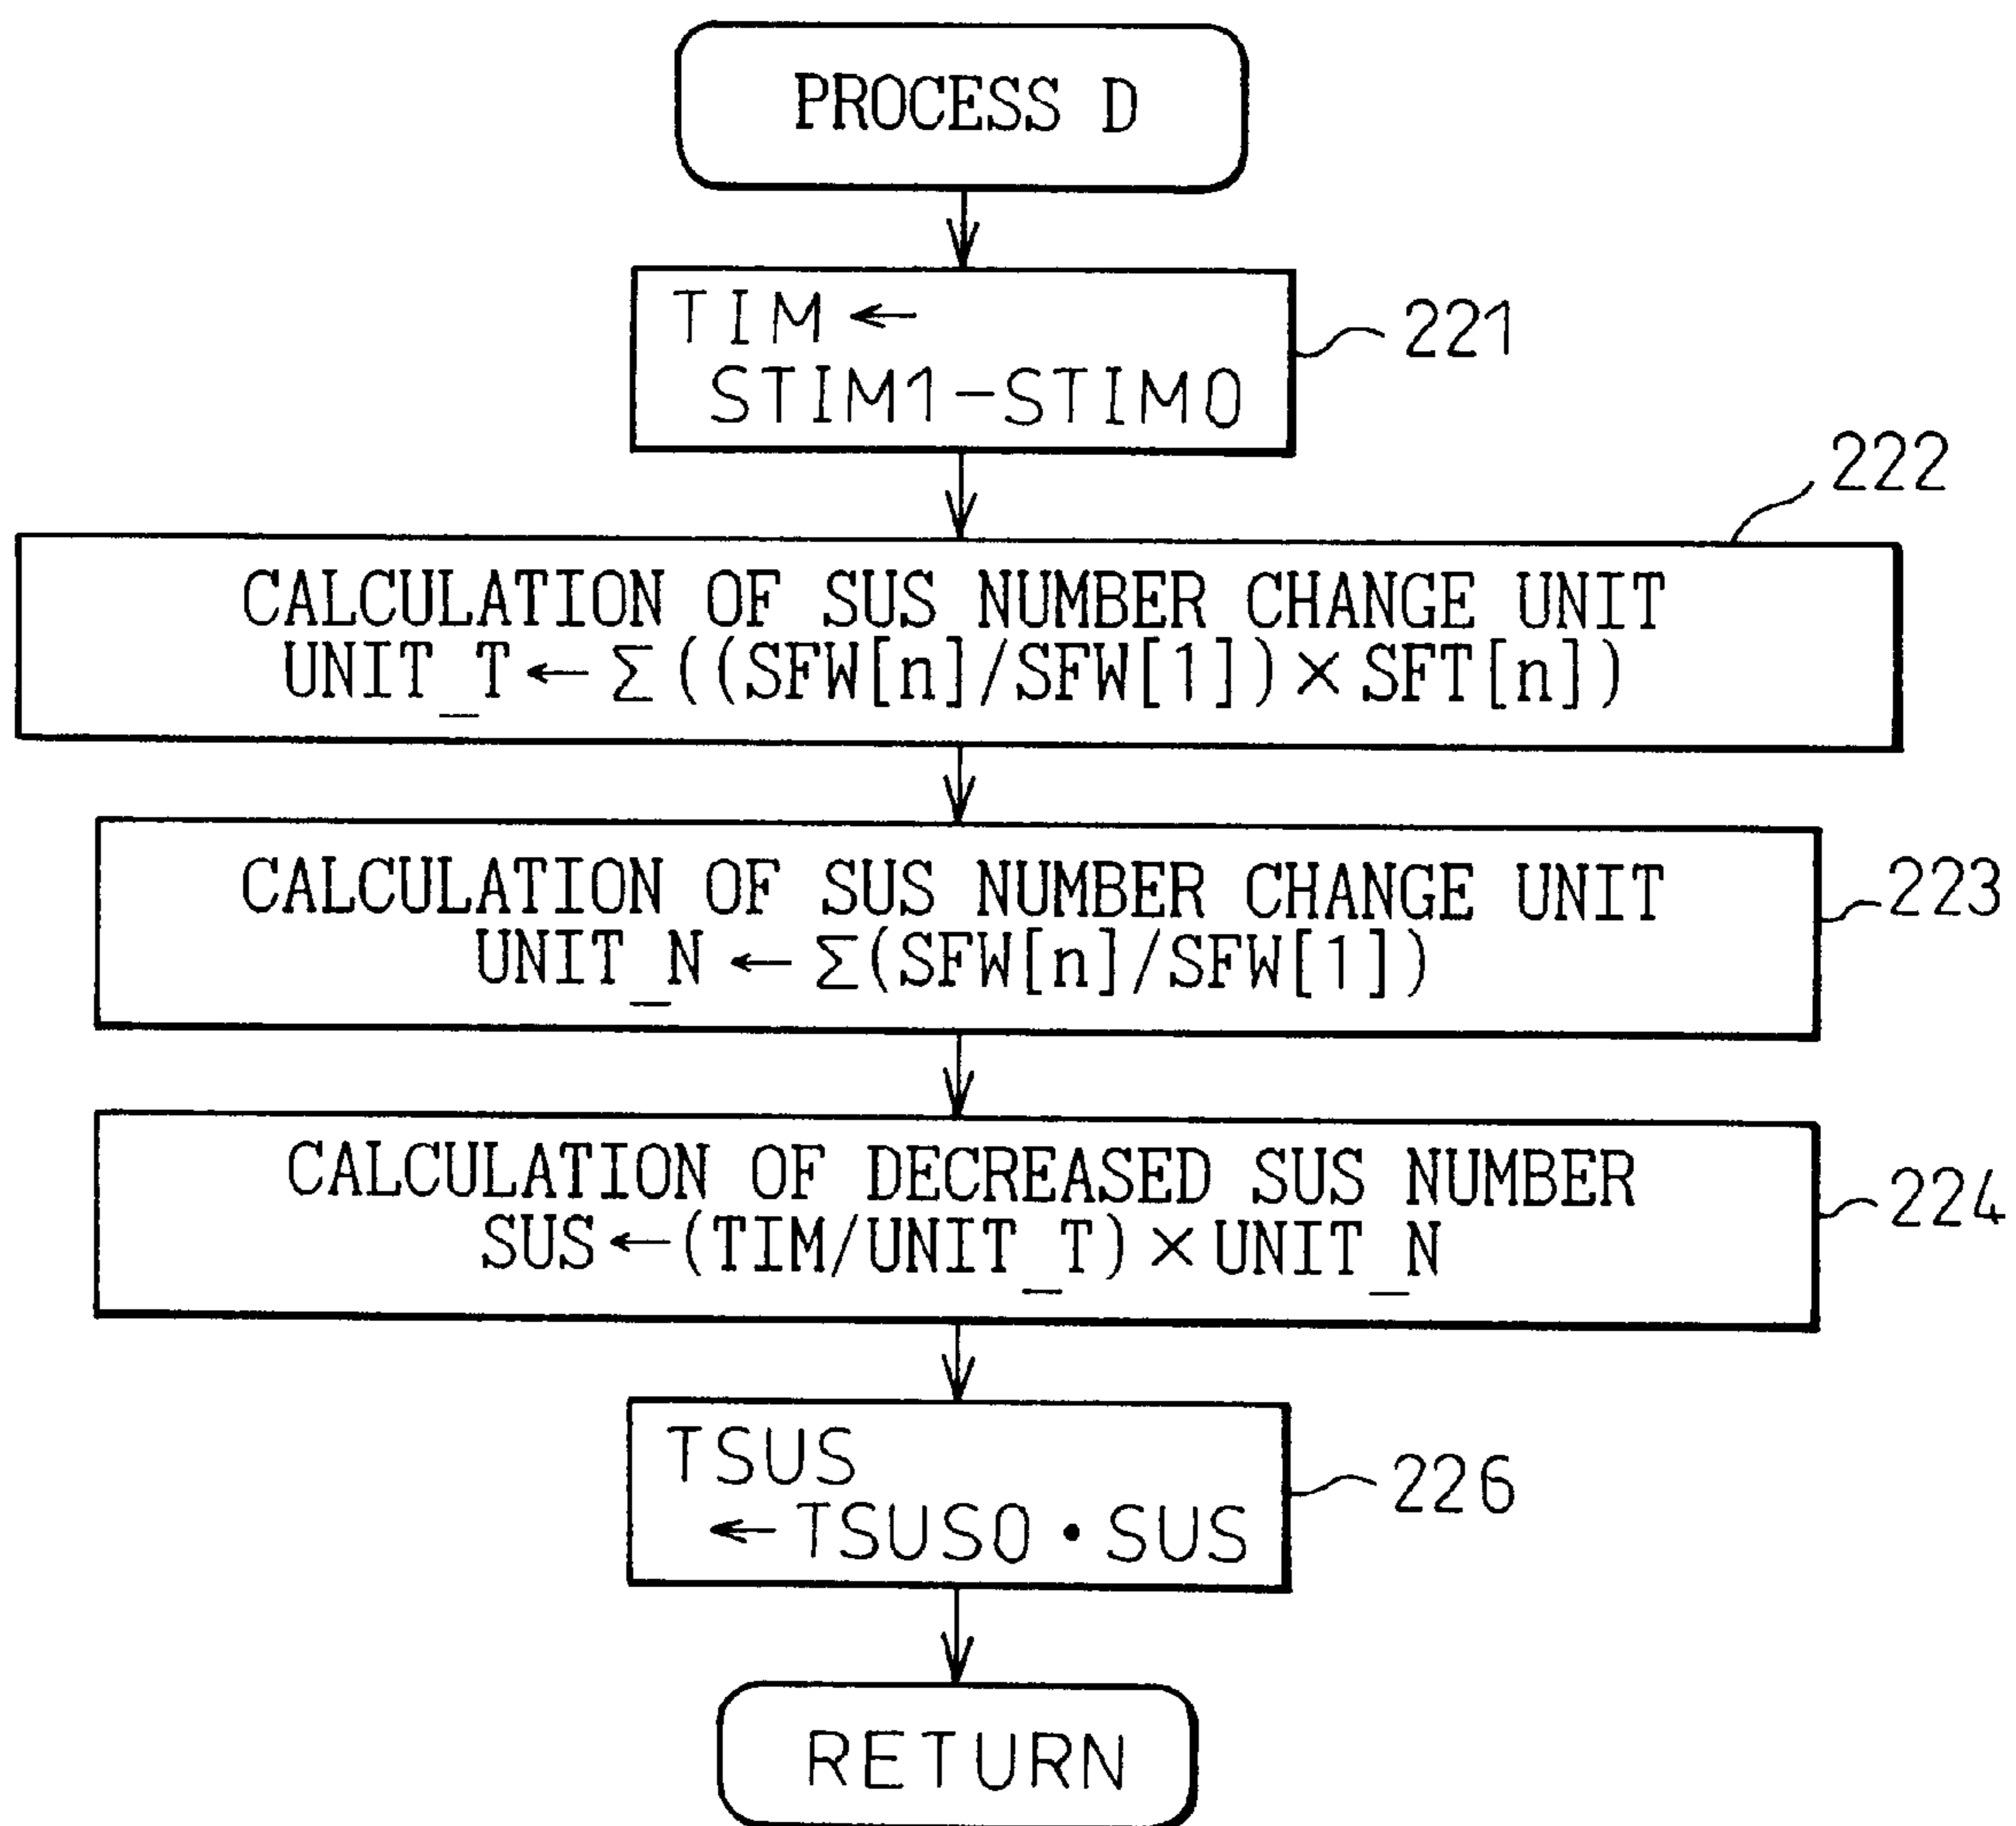 PROCESS D
TIM ←
STIM1-STIM0
221
222
CALCULATION OF SUS NUMBER CHANGE UNIT
UNIT_T ← Σ((SFW[n]/SFW[1])×SFT[n])
CALCULATION OF SUS NUMBER CHANGE UNIT
UNIT_N ← Σ(SFW[n]/SFW[1])
223
CALCULATION OF DECREASED SUS NUMBER
SUS ← (TIM/UNIT_T)×UNIT_N
224
TSUS
← TSUS0・SUS
226
RETURN